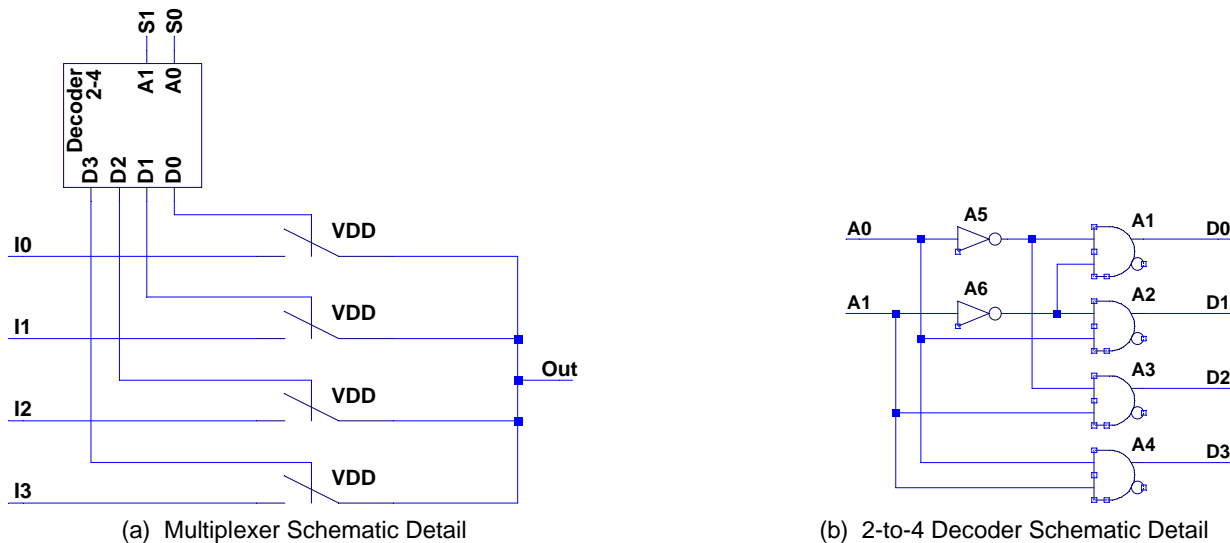 S1
S0
Decoder
2-4
A1
A0
D3
D2
D1
D0
VDD
I0
VDD
I1
Out
VDD
I2
VDD
I3
(a) Multiplexer Schematic Detail
A0
A5
A1
D0
A1
A6
A2
D1
A3
D2
A4
D3
(b) 2-to-4 Decoder Schematic Detail